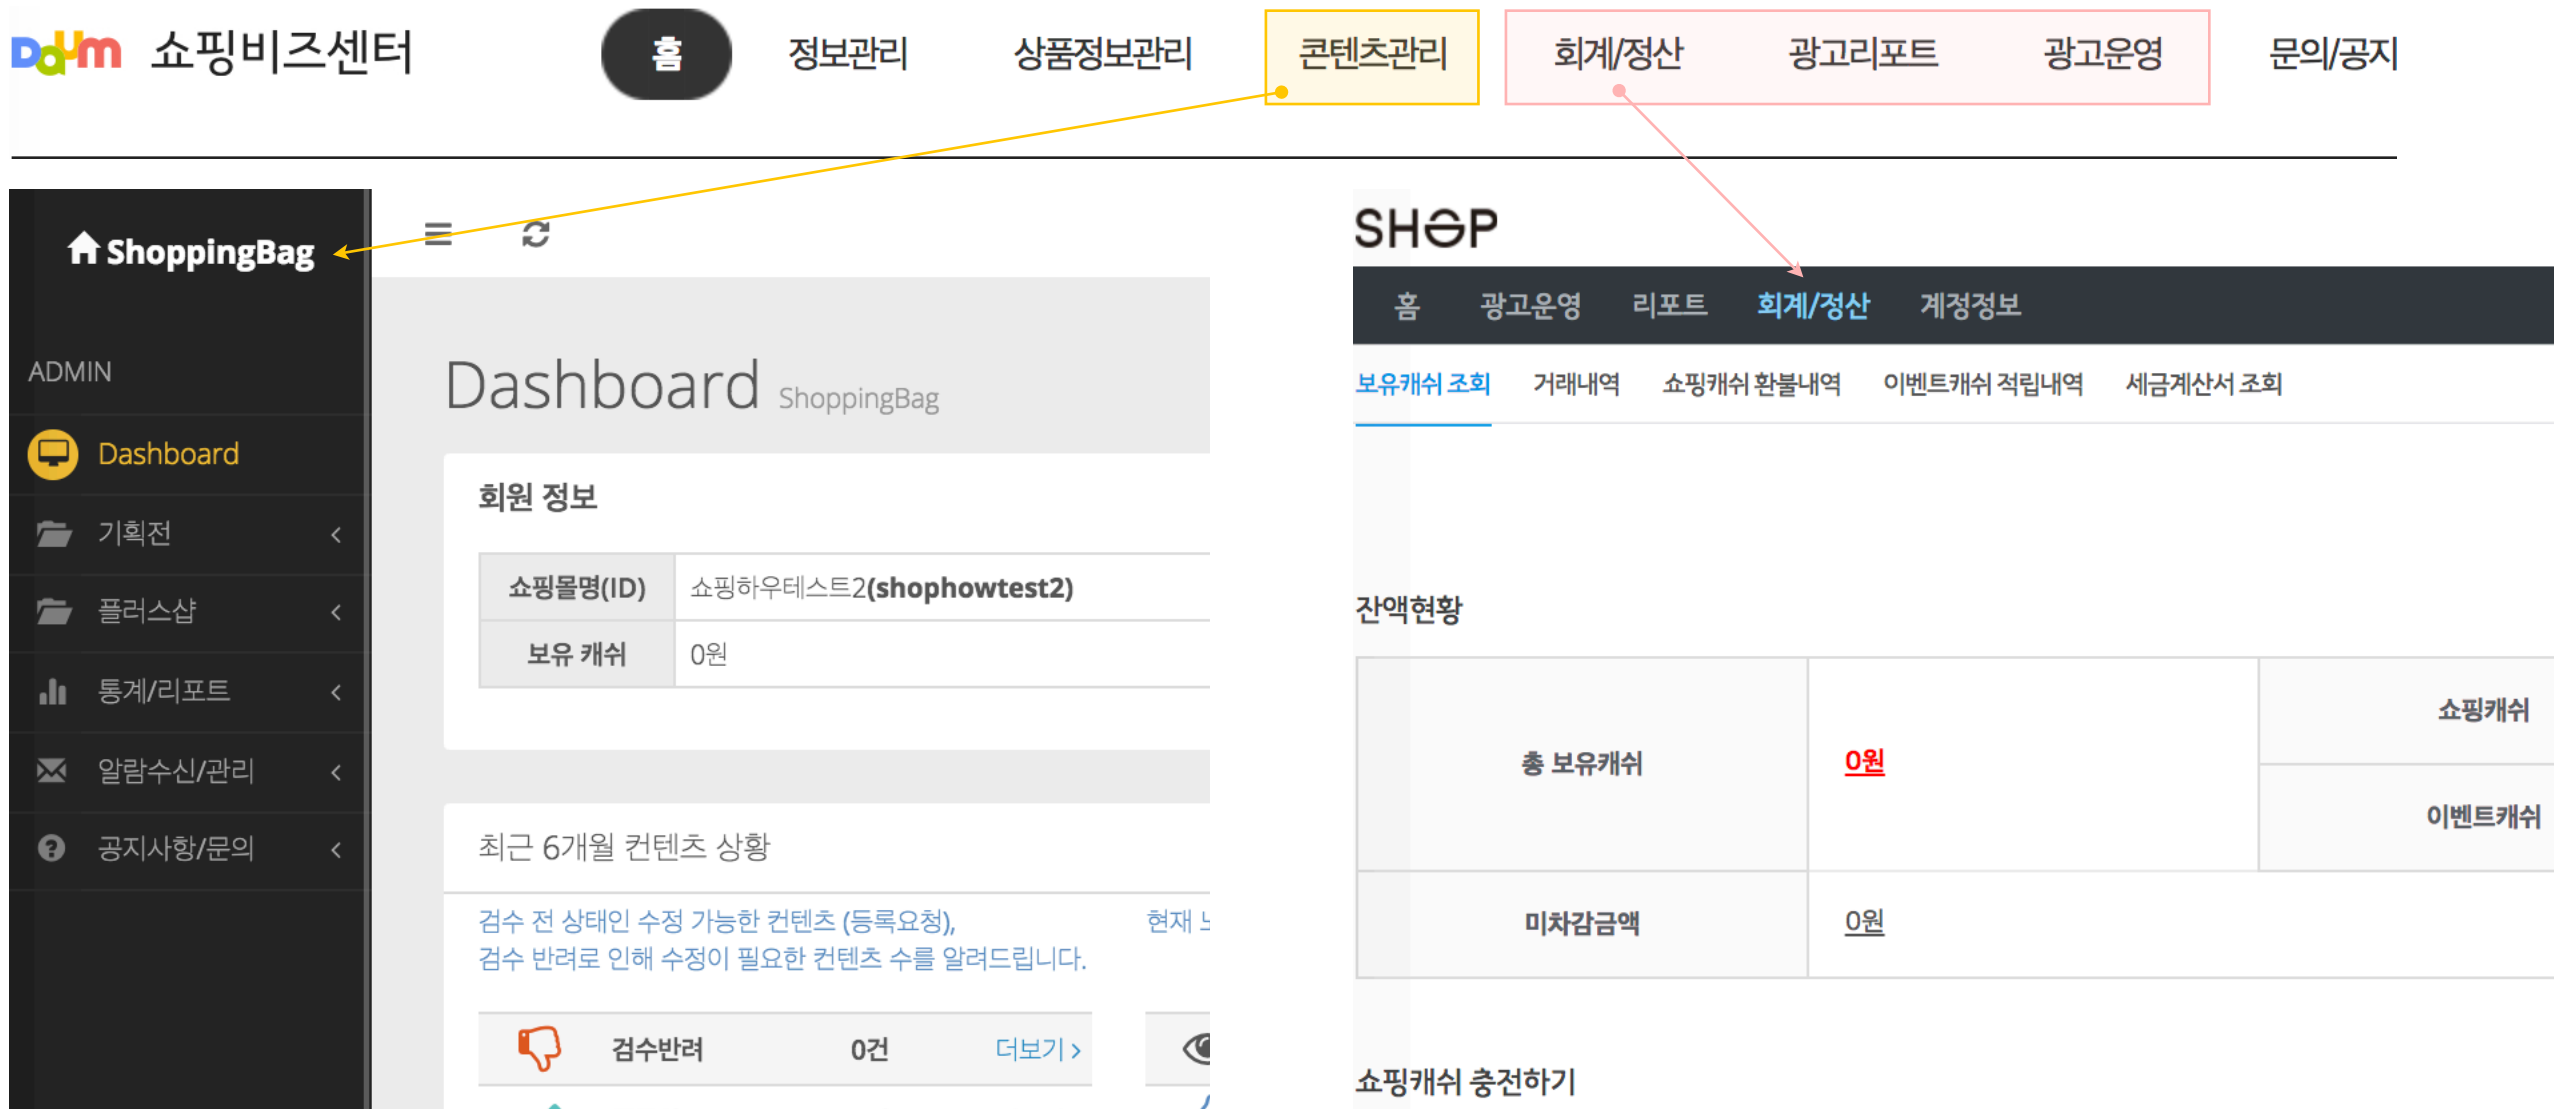 Daum 쇼핑비즈센터
홈 정보관리 상품정보관리 콘텐츠관리 회계/정산 광고리포트 광고운영 문의/공지
ShoppingBag
ADMIN
Dashboard
기획전
플러스샵
통계/리포트
알람수신/관리
공지사항/문의
Dashboard ShoppingBag
회원 정보
쇼핑몰명(ID) 쇼핑하우테스트2(shophowtest2)
보유 캐쉬 0원
최근 6개월 컨텐츠 상황
검수 전 상태인 수정 가능한 컨텐츠 (등록요청),
검수 반려로 인해 수정이 필요한 컨텐츠 수를 알려드립니다.
현재
검수반려 0건 더보기 >
SHOP
홈 광고운영 리포트 회계/정산 계정정보
보유캐쉬 조회 거래내역 쇼핑캐쉬 환불내역 이벤트캐쉬 적립내역 세금계산서 조회
잔액현황
총 보유캐쉬 0원 쇼핑캐쉬
이벤트캐쉬
미차감금액 0원
쇼핑캐쉬 충전하기